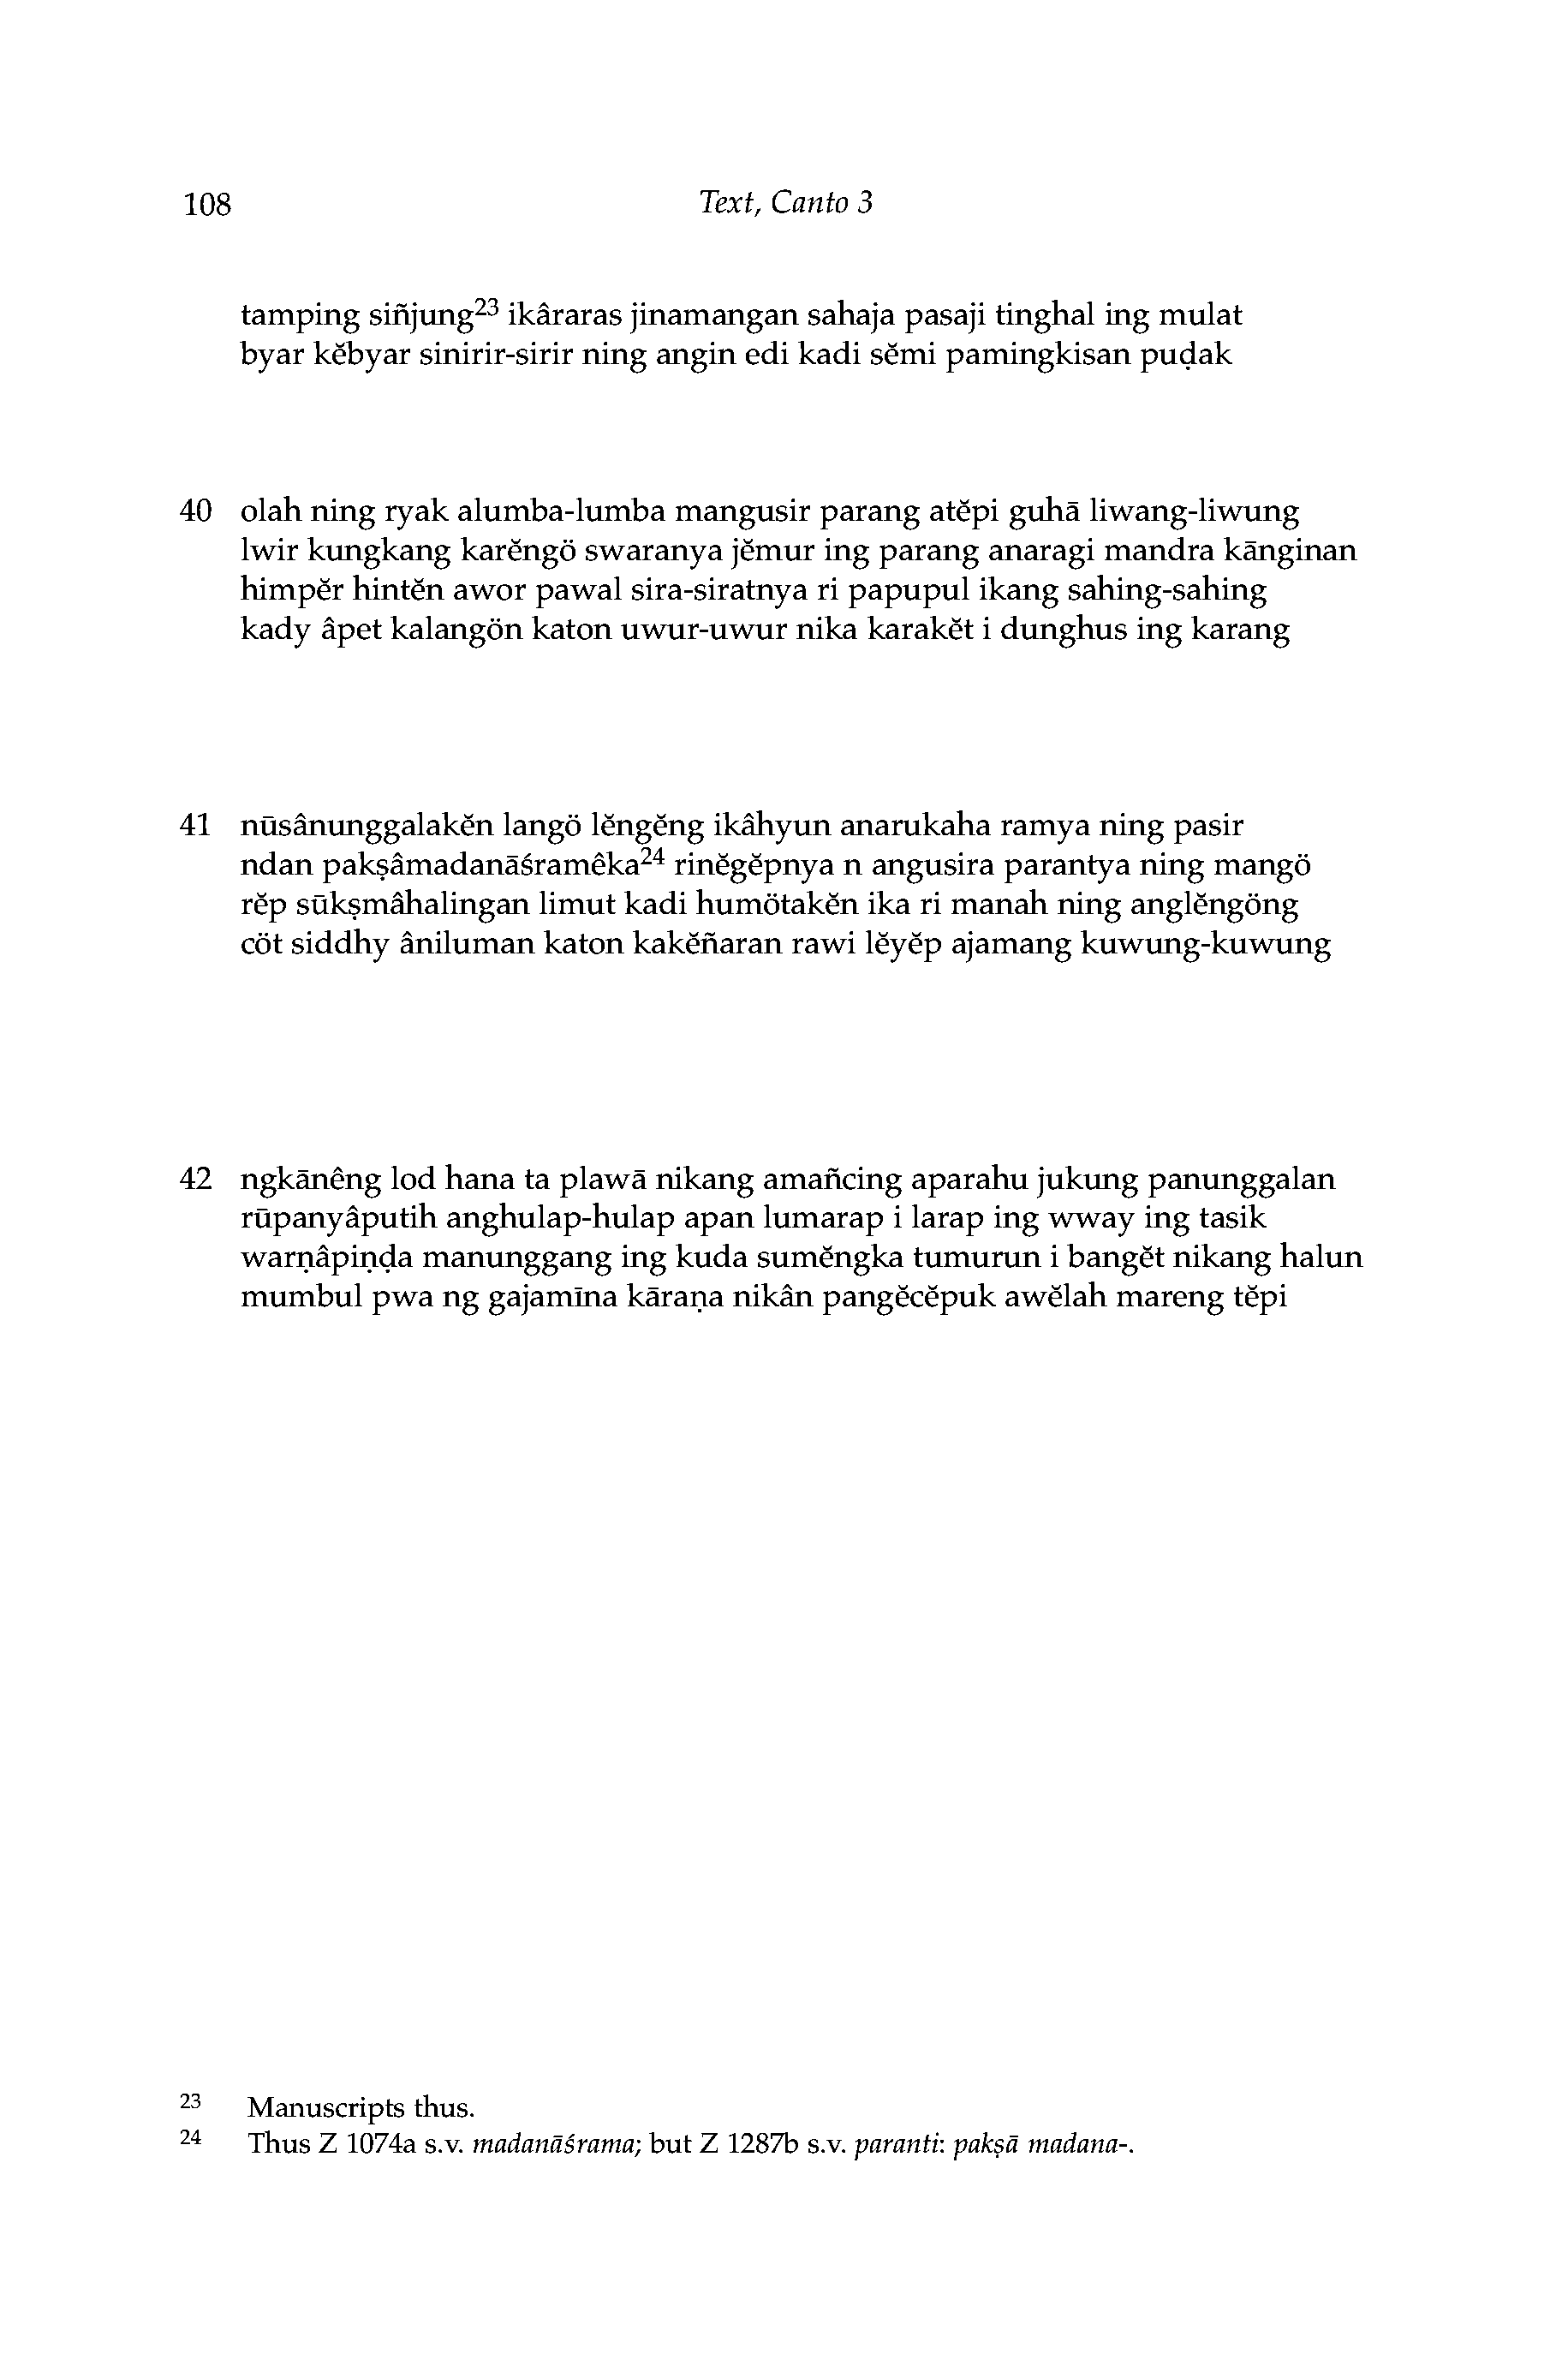 108 Text, Canto 3
tamping siñjung23 ikâraras jinamangan sahaja pasaji tinghal ing mulat
byar kĕbyar sinirir-sirir ning angin edi kadi sĕmi pamingkisan puḍak
40 olah ning ryak alumba-lumba mangusir parang atĕpi guhā liwang-liwung
lwir kungkang karĕngö swaranya jĕmur ing parang anaragi mandra kānginan
himpĕr hintĕn awor pawal sira-siratnya ri papupul ikang sahing-sahing
kady âpet kalangön katon uwur-uwur nika karakĕt i dunghus ing karang
41 nūsânunggalakĕn langö lĕngĕng ikâhyun anarukaha ramya ning pasir
ndan pakṣâmadanāśramêka24 rinĕgĕpnya n angusira parantya ning mangö
rĕp sūkṣmâhalingan limut kadi humötakĕn ika ri manah ning anglĕngöng
cöt siddhy âniluman katon kakĕñaran rawi lĕyĕp ajamang kuwung-kuwung
42 ngkānêng lod hana ta plawā nikang amañcing aparahu jukung panunggalan
rūpanyâputih anghulap-hulap apan lumarap i larap ing wway ing tasik
warṇâpiṇḍa manunggang ing kuda sumĕngka tumurun i bangĕt nikang halun
mumbul pwa ng gajamīna kāraṇa nikân pangĕcĕpuk awĕlah mareng tĕpi
23 Manuscripts thus.
24 Thus Z 1074a s.v. madanāśrama; but Z 1287b s.v. paranti: pakṣā madana-.